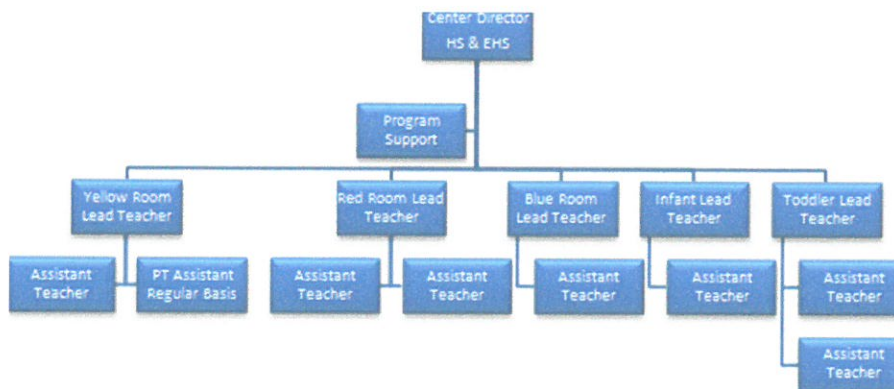 Center Director
HS & EHS
Program
Support
Yellow Room
Lead Teacher
Red Room Lead
Teacher
Blue Room
Lead Teacher
Infant Lead
Teacher
Toddler Lead
Teacher
Assistant
Teacher
PT Assistant
Regular Basis
Assistant
Teacher
Assistant
Teacher
Assistant
Teacher
Assistant
Teacher
Assistant
Teacher
Assistant
Teacher